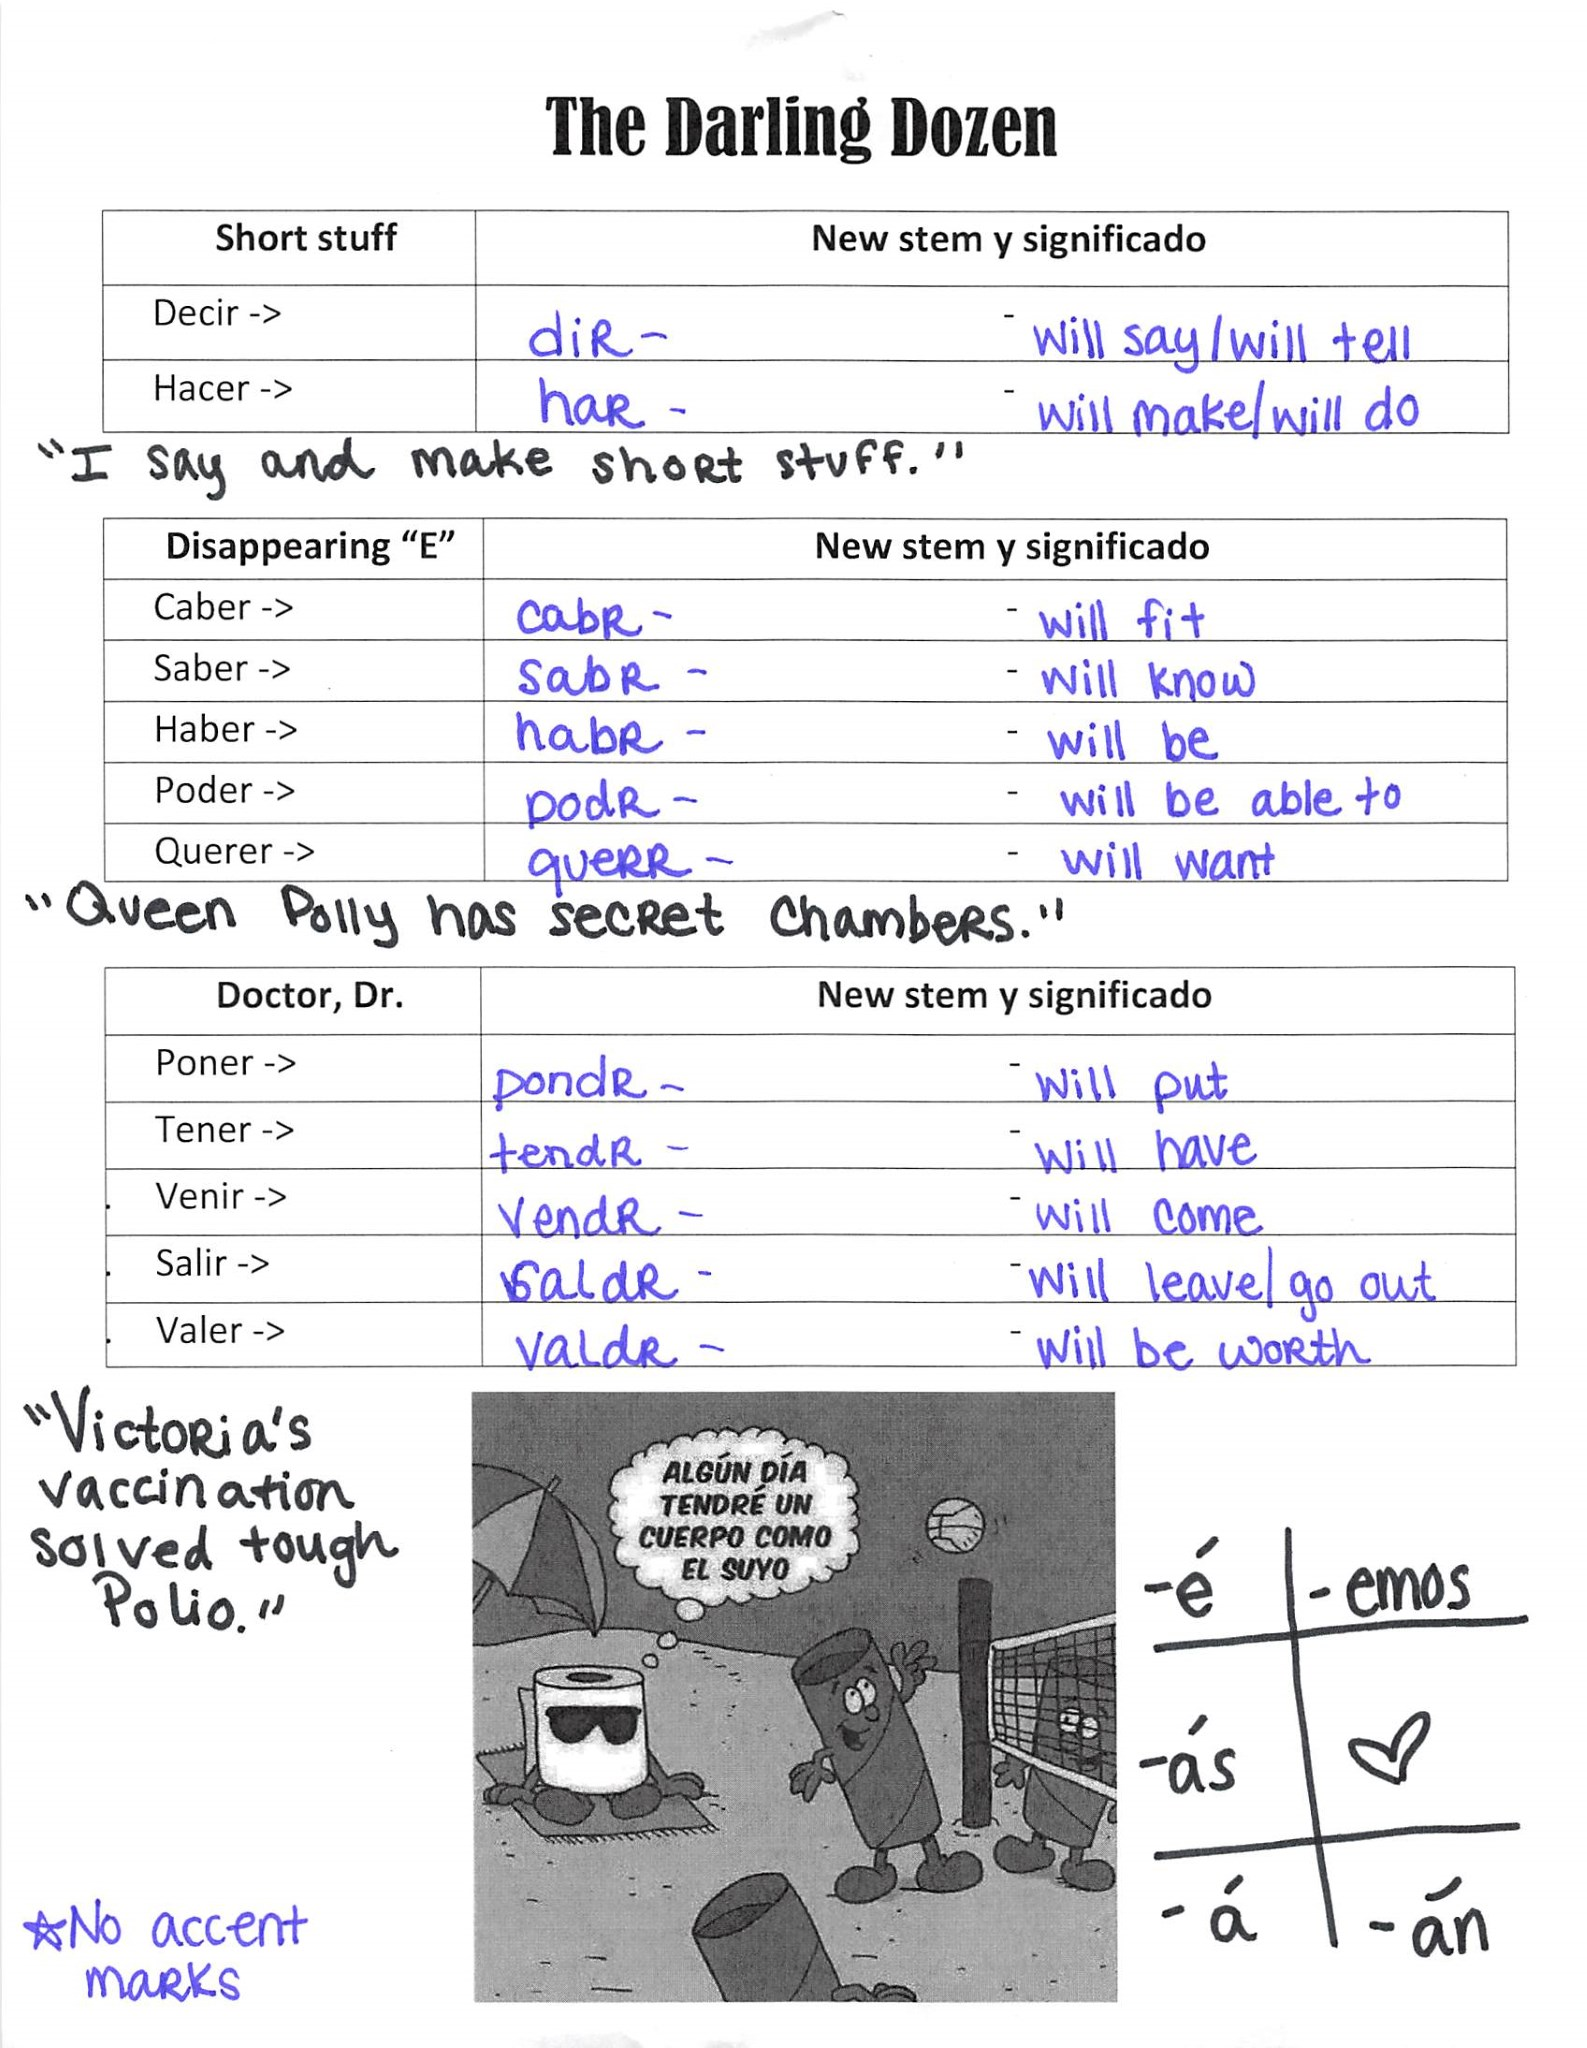 The Darling Dozen
Short stuff New stem y significado
Decir -> diR - - will say/will tell
Hacer -> haR - - will make/will do
"I say and make shoRt stuff."
Disappearing “E” New stem y significado
Caber -> cabR - - will fit
Saber -> sabR - - will know
Haber -> habR - - will be
Poder -> podR - - will be able to
Querer -> queRR - - will want
"Queen Polly has secRet ChambeRs."
Doctor, Dr. New stem y significado
Poner -> pondR - - will put
Tener -> tendR - - will have
Venir -> vendR - - will come
Salir -> saldR - - will leave/go out
Valer -> valdR - - will be woRth
"VictoRia's
vaccination
solved tough
Polio."
ALGÚN DÍA
TENDRÉ UN
CUERPO COMO
EL SUYO
-é -emos
-ás
-á -án
☆No accent
maRks